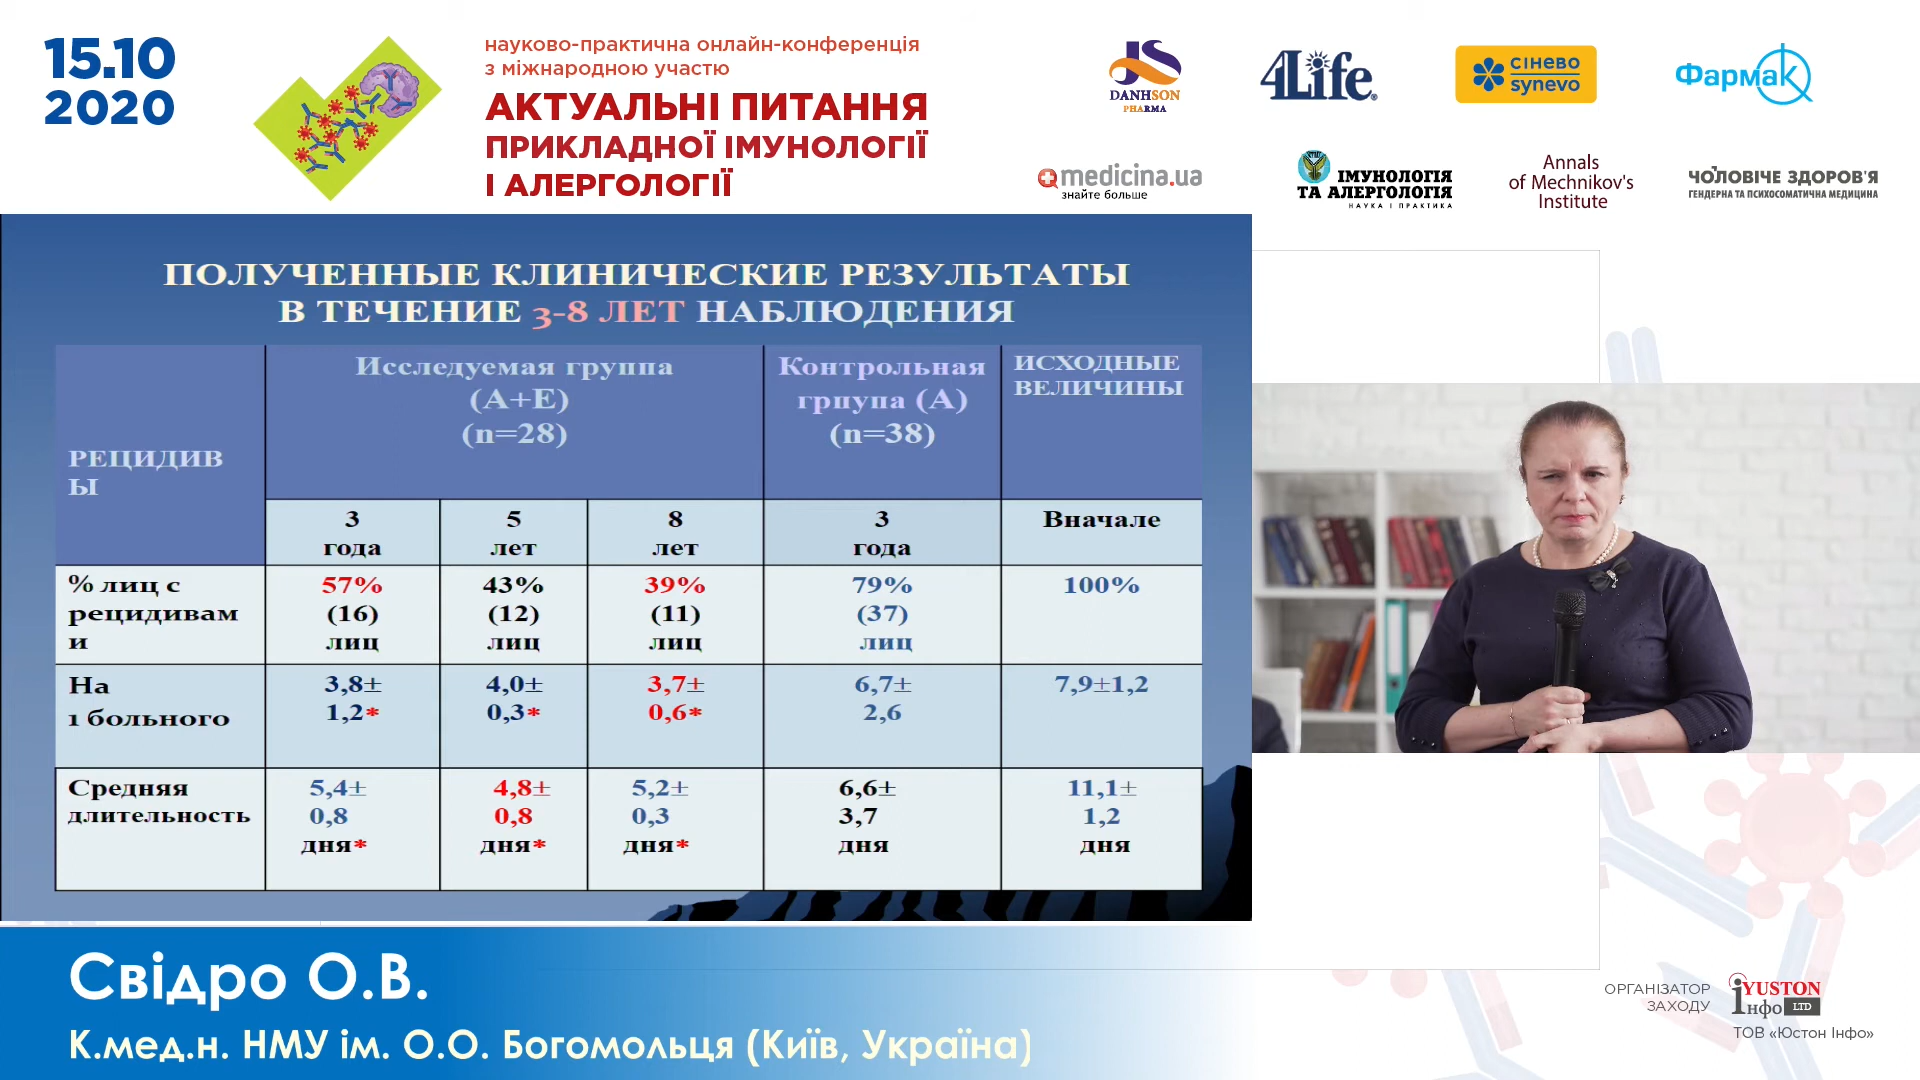 15.10
2020
науково-практична онлайн-конференція
з міжнародною участю
АКТУАЛЬНІ ПИТАННЯ
ПРИКЛАДНОЇ ІМУНОЛОГІЇ
І АЛЕРГОЛОГІЇ
JS
DANHSON
PHARMA
4Life®
СІНЕВО
synevo
Фармак
medicina.ua
знайте больше
ІМУНОЛОГІЯ
ТА АЛЕРГОЛОГІЯ
НАУКА І ПРАКТИКА
Annals
of Mechnikov's
Institute
ЧОЛОВІЧЕ ЗДОРОВ'Я
ГЕНДЕРНА ТА ПСИХОСОМАТИЧНА МЕДИЦИНА
ПОЛУЧЕННЫЕ КЛИНИЧЕСКИЕ РЕЗУЛЬТАТЫ
В ТЕЧЕНИЕ 3-8 ЛЕТ НАБЛЮДЕНИЯ
РЕЦИДИВ
Ы
Исследуемая группа
(А+Е)
(n=28)
Контрольная
грпупа (А)
(n=38)
ИСХОДНЫЕ
ВЕЛИЧИНЫ
3
года
5
лет
8
лет
3
года
Вначале
% лиц с
рецидивам
и
57%
(16)
лиц
43%
(12)
лиц
39%
(11)
лиц
79%
(37)
лиц
100%
На
1 больного
3,8±
1,2*
4,0±
0,3*
3,7±
0,6*
6,7±
2,6
7,9±1,2
Средняя
длительность
5,4±
0,8
дня*
4,8±
0,8
дня*
5,2±
0,3
дня*
6,6±
3,7
дня
11,1±
1,2
дня
Свідро О.В.
К.мед.н. НМУ ім. О.О. Богомольця (Київ, Україна)
ОРГАНІЗАТОР
ЗАХОДУ
YUSTON
інфо LTD
ТОВ «Юстон Інфо»